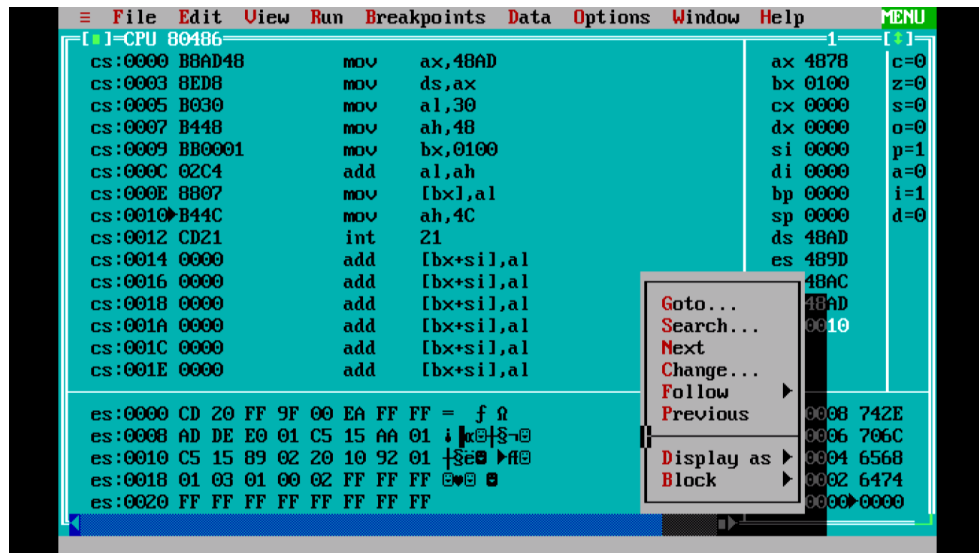 ≡ File Edit View Run Breakpoints Data Options Window Help MENU
[■]=CPU 80486 1 [↕]
cs:0000 B8AD48 mov ax,48AD ax 4878 c=0
cs:0003 8ED8 mov ds,ax bx 0100 z=0
cs:0005 B030 mov al,30 cx 0000 s=0
cs:0007 B448 mov ah,48 dx 0000 o=0
cs:0009 BB0001 mov bx,0100 si 0000 p=1
cs:000C 02C4 add al,ah di 0000 a=0
cs:000E 8807 mov [bx],al bp 0000 i=1
cs:0010►B44C mov ah,4C sp 0000 d=0
cs:0012 CD21 int 21 ds 48AD
cs:0014 0000 add [bx+si],al es 489D
cs:0016 0000 add [bx+si],al 48AC
cs:0018 0000 add [bx+si],al Goto... 48AD
cs:001A 0000 add [bx+si],al Search... 0010
cs:001C 0000 add [bx+si],al Next
cs:001E 0000 add [bx+si],al Change...
Follow ►
es:0000 CD 20 FF 9F 00 EA FF FF = ƒ Ω Previous 0008 742E
es:0008 AD DE E0 01 C5 15 AA 01 0006 706C
es:0010 C5 15 89 02 20 10 92 01 Display as ► 0004 6568
es:0018 01 03 01 00 02 FF FF FF Block ► 0002 6474
es:0020 FF FF FF FF FF FF FF FF 0000►0000